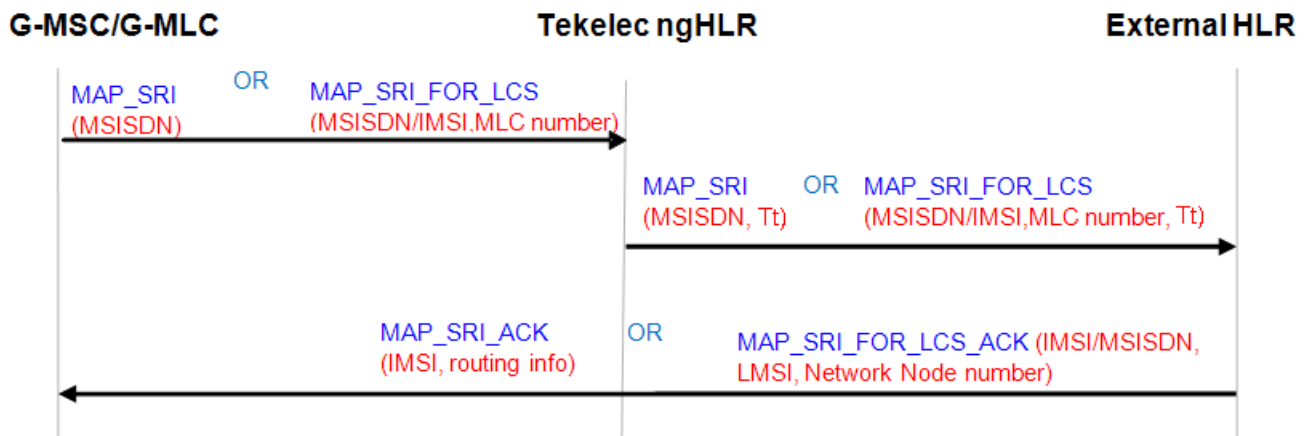 G-MSC/G-MLC Tekelec ngHLR External HLR
MAP_SRI OR MAP_SRI_FOR_LCS
(MSISDN) (MSISDN/IMSI,MLC number)
MAP_SRI OR MAP_SRI_FOR_LCS
(MSISDN, Tt) (MSISDN/IMSI,MLC number, Tt)
MAP_SRI_ACK OR MAP_SRI_FOR_LCS_ACK (IMSI/MSISDN,
(IMSI, routing info) LMSI, Network Node number)